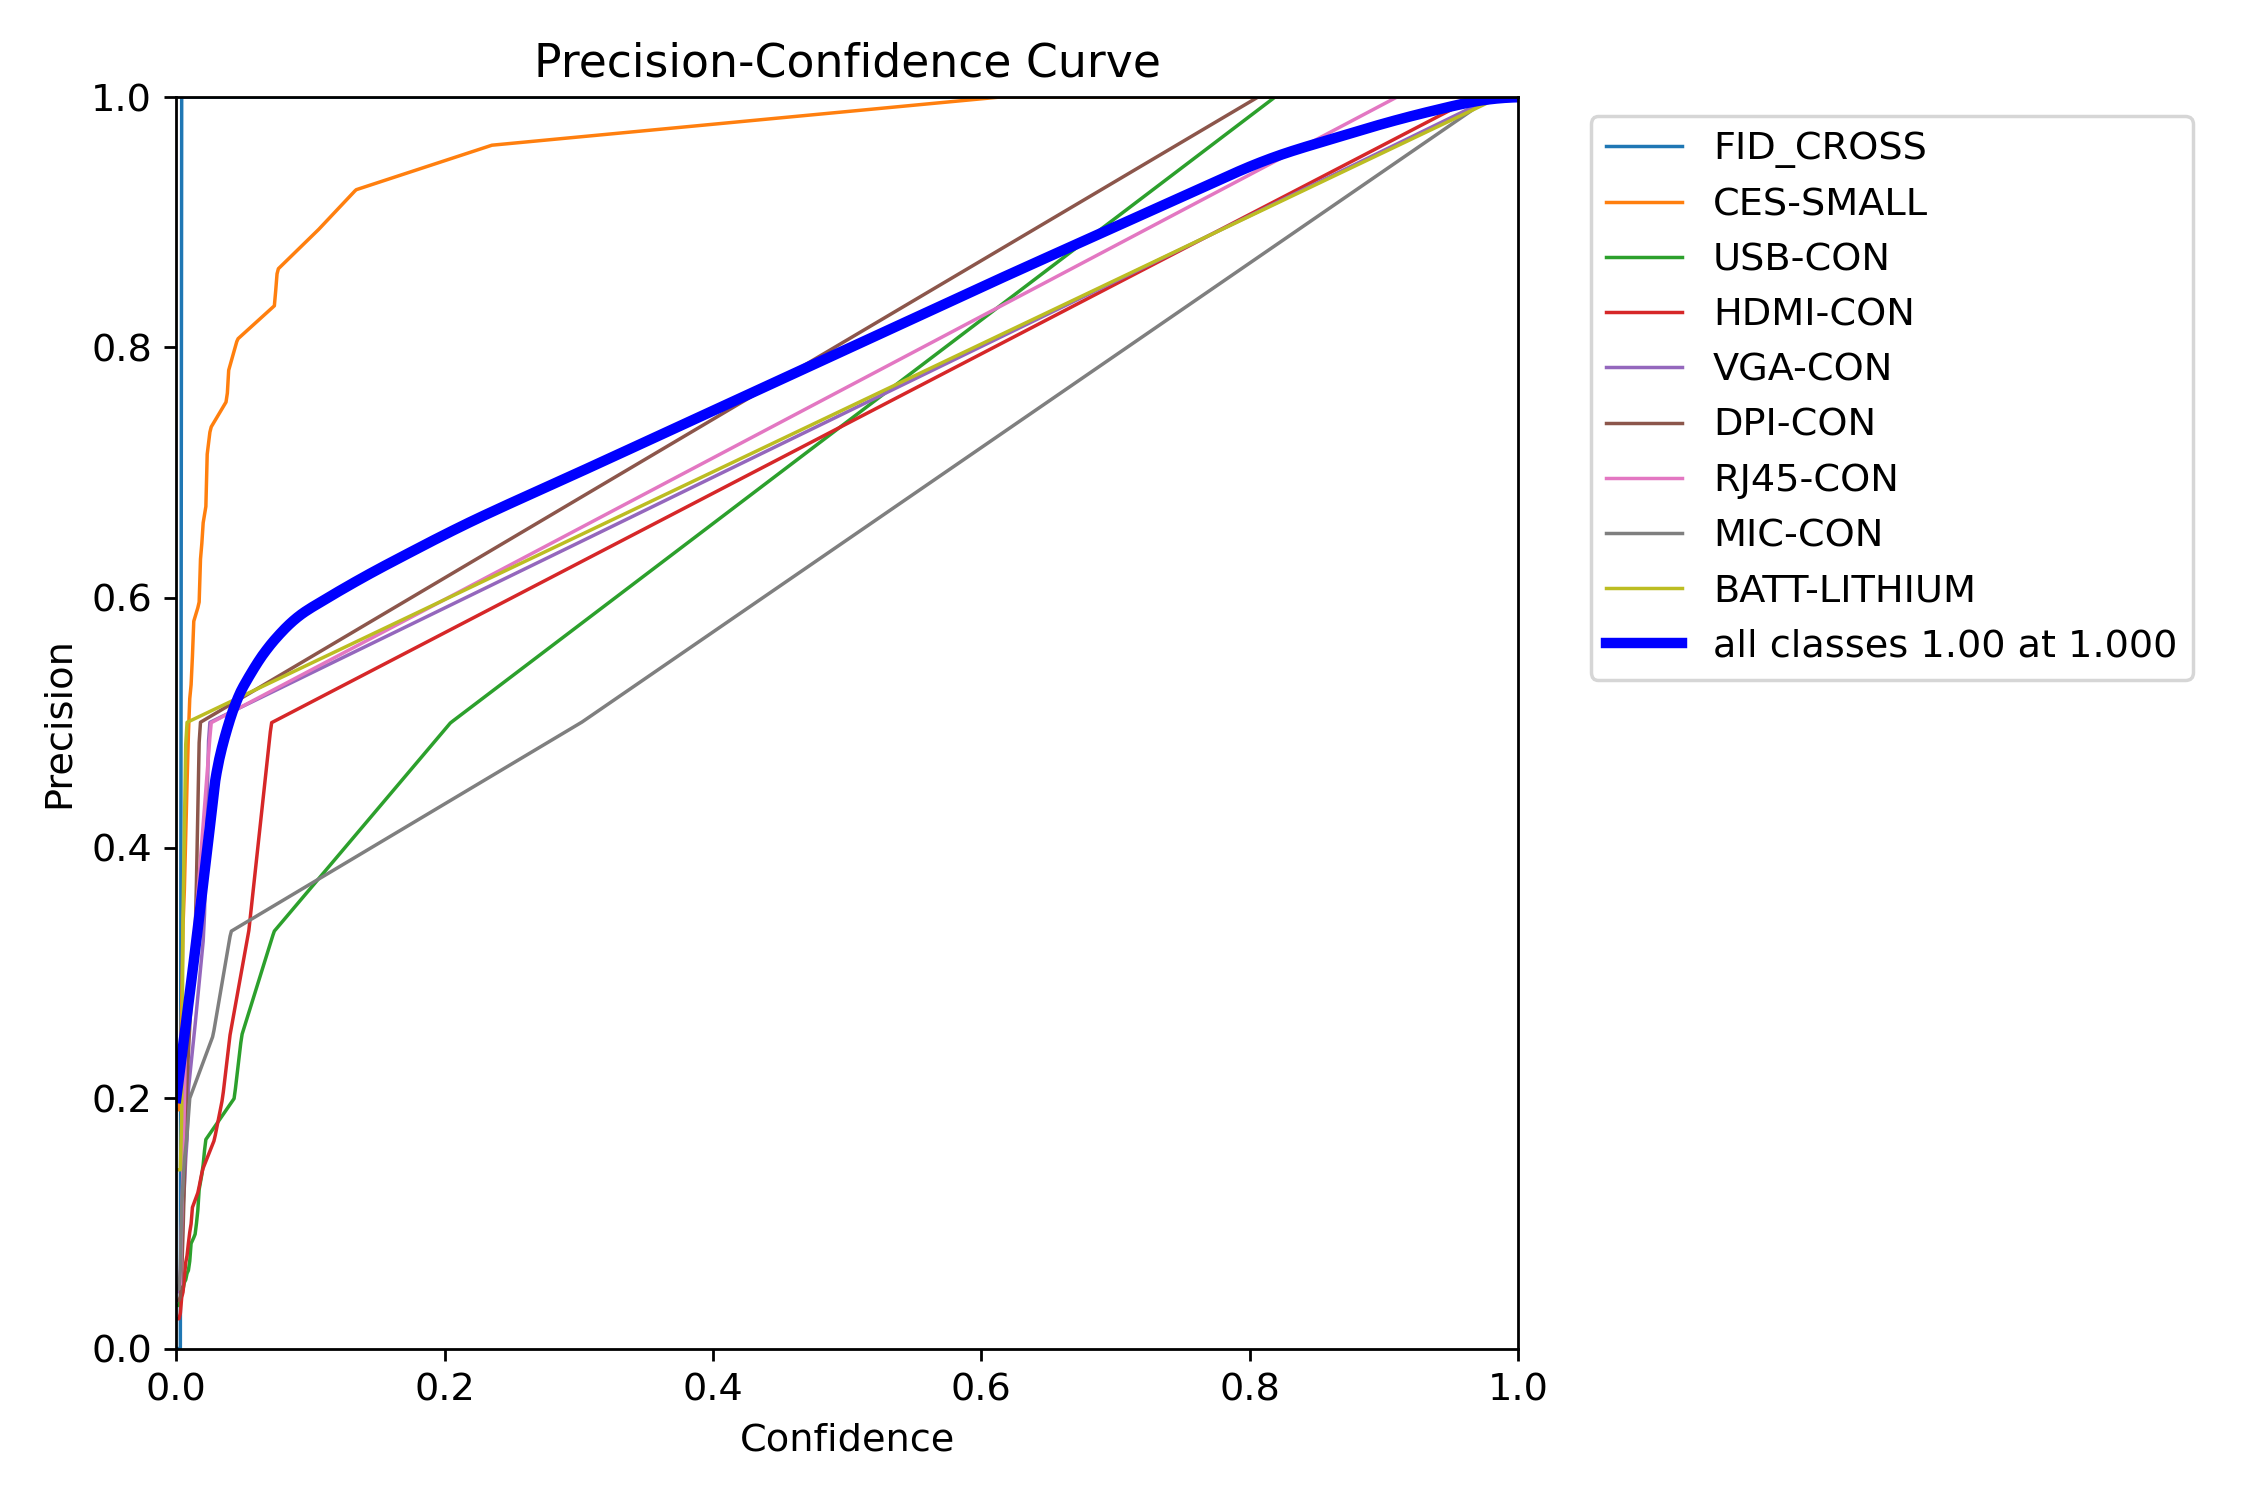 Precision-Confidence Curve
1.0
0.8
0.6
0.4
0.2
0.0
Precision
0.0 0.2 0.4 0.6 0.8 1.0
Confidence
FID_CROSS
CES-SMALL
USB-CON
HDMI-CON
VGA-CON
DPI-CON
RJ45-CON
MIC-CON
BATT-LITHIUM
all classes 1.00 at 1.000